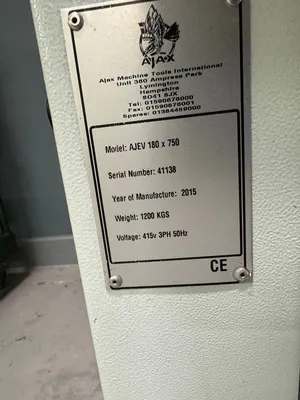 AJAX
Ajax Machine Tools International
Unit 360 Ampress Park
Lymington
Hampshire
SO41 8JX
Tel: 01590676000
Fax: 01590676001
Spares: 01384469000
Model: AJEV 180 x 750
Serial Number: 41138
Year of Manufacture: 2015
Weight: 1200 KGS
Voltage: 415v 3PH 50Hz
CE